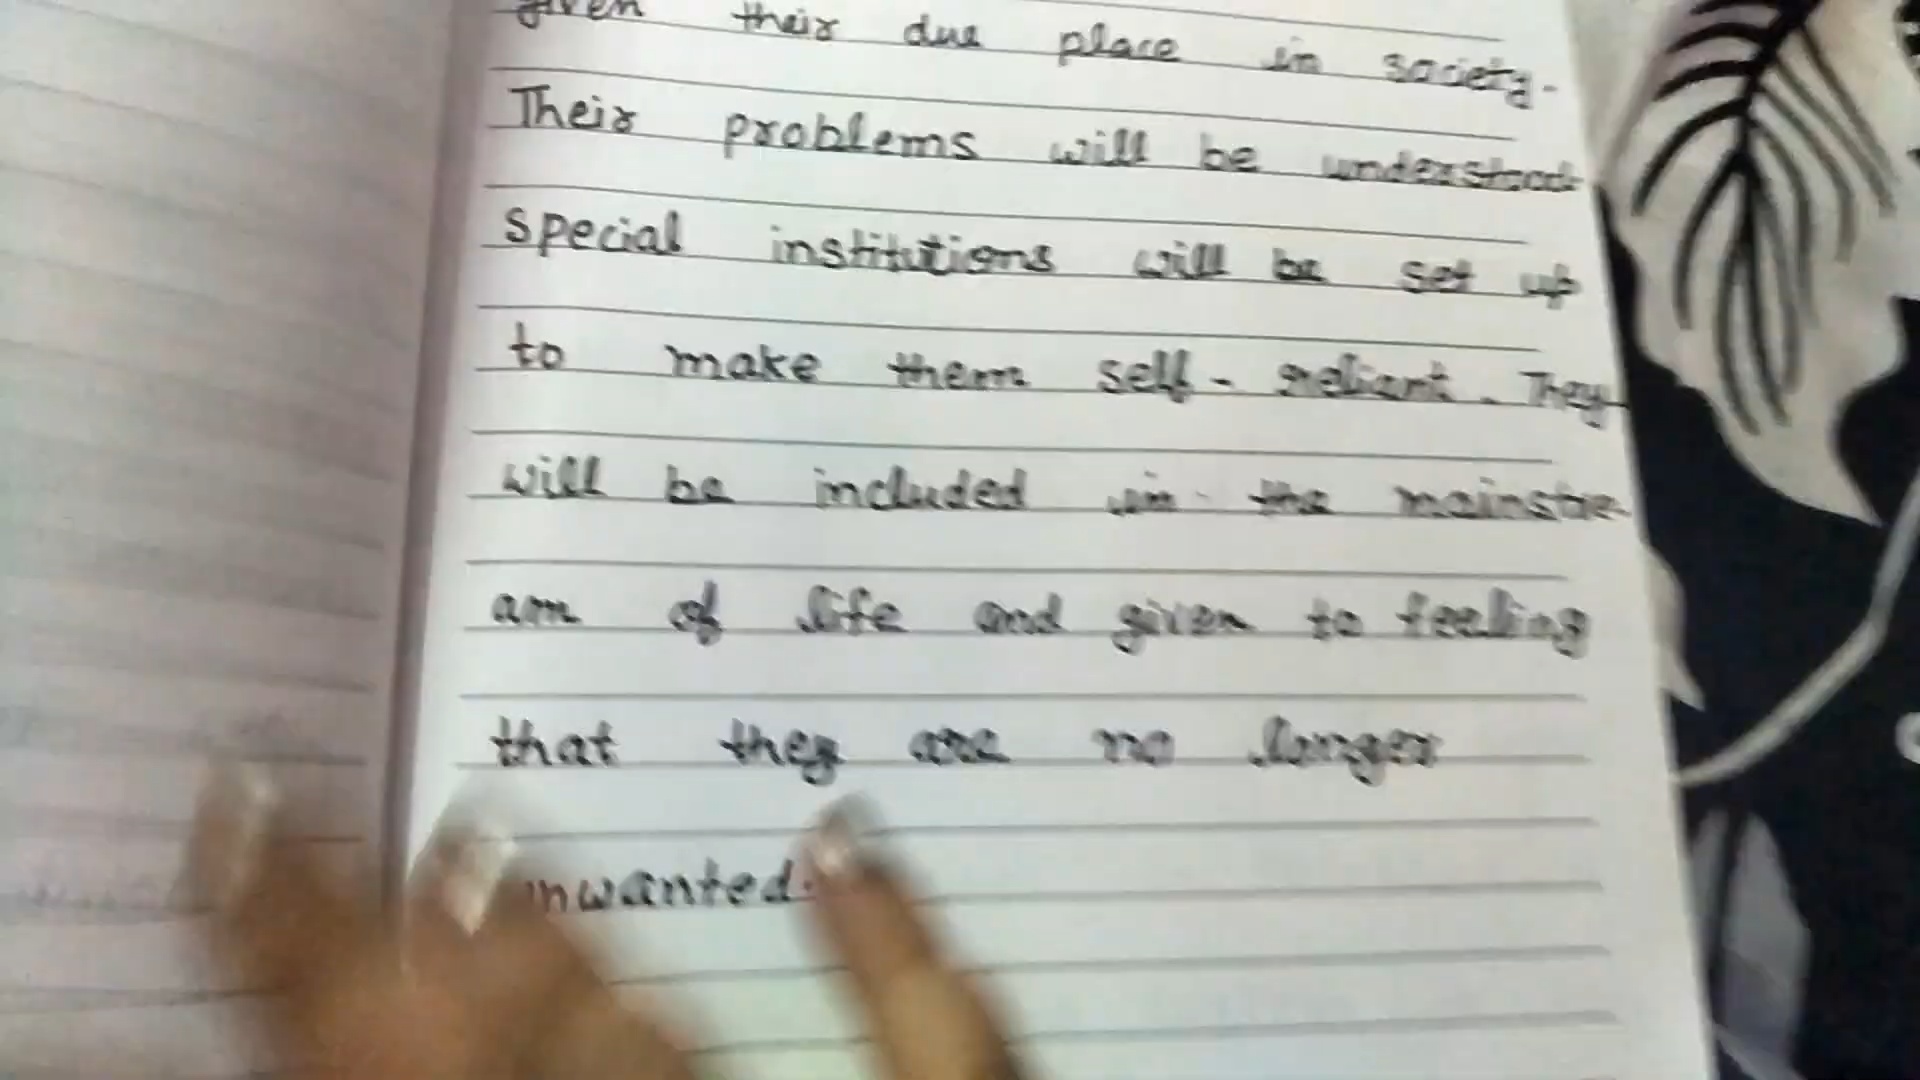 given their due place in society.
Their problems will be understood
special institutions will be set up
to make them self - reliant. They
will be included in the mainstre-
am of life and given to feeling
that they are no longer
unwanted.